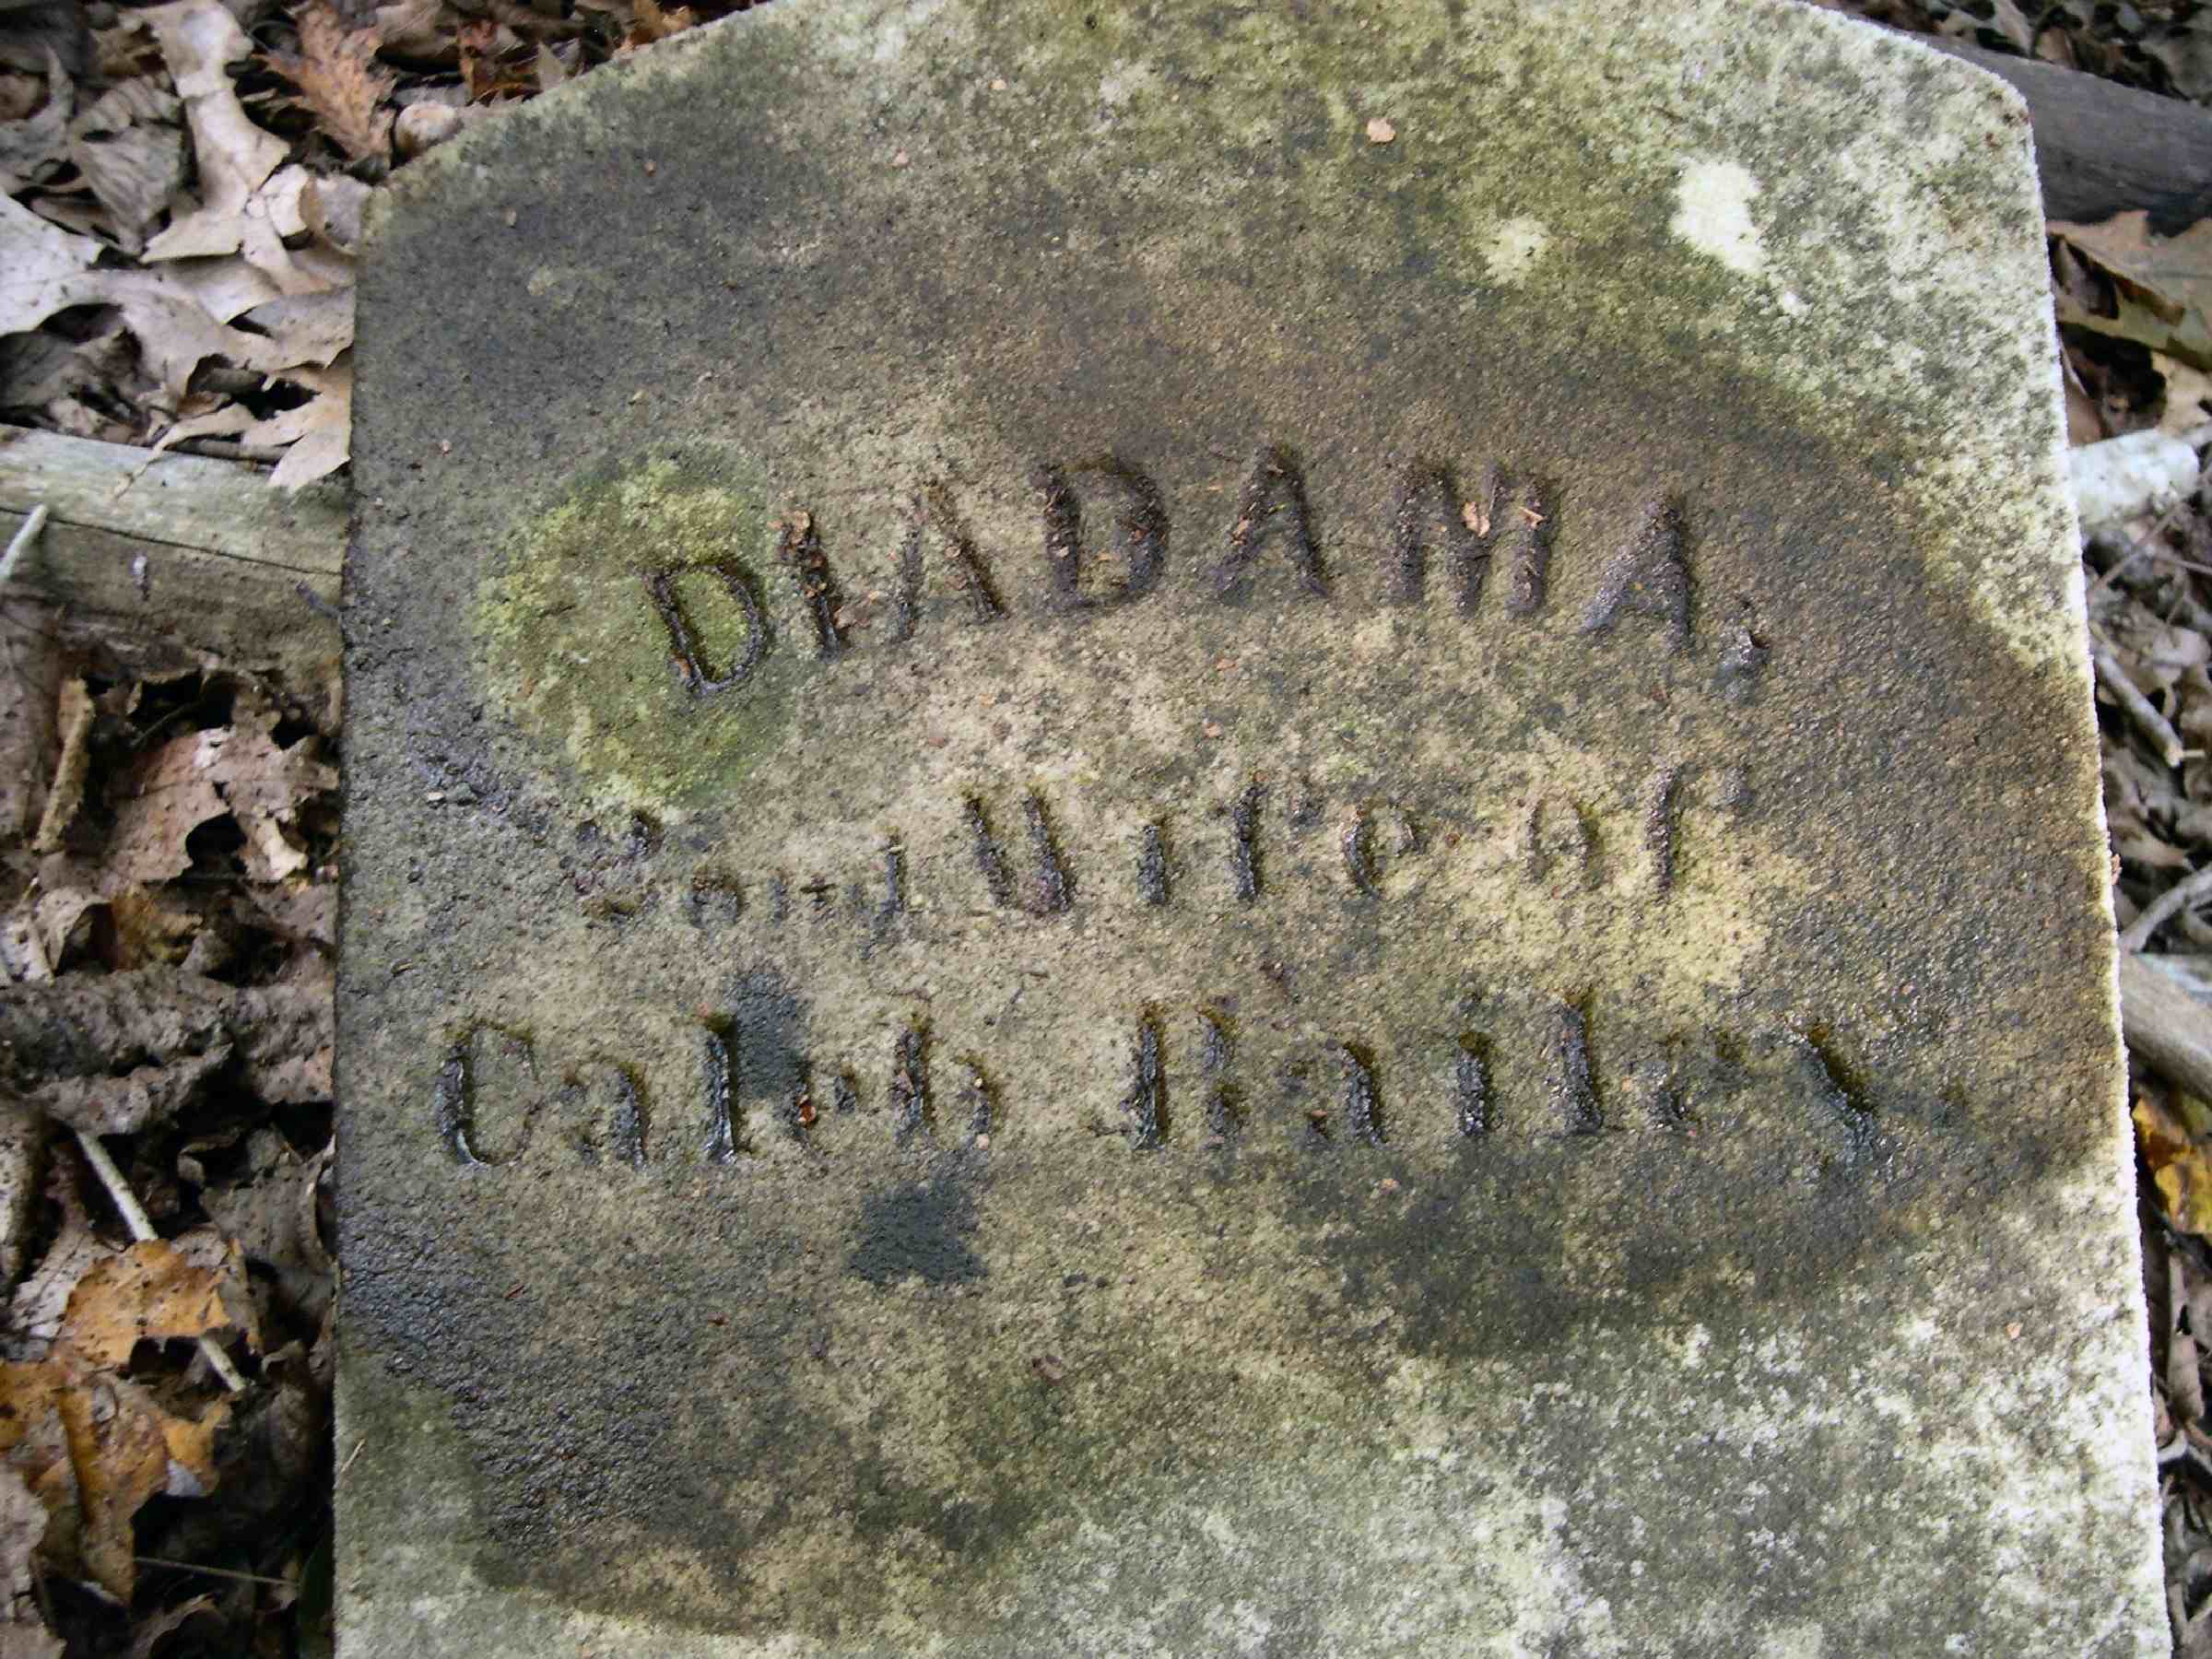 DIADAMA,
Wife of
Caleb Bailey